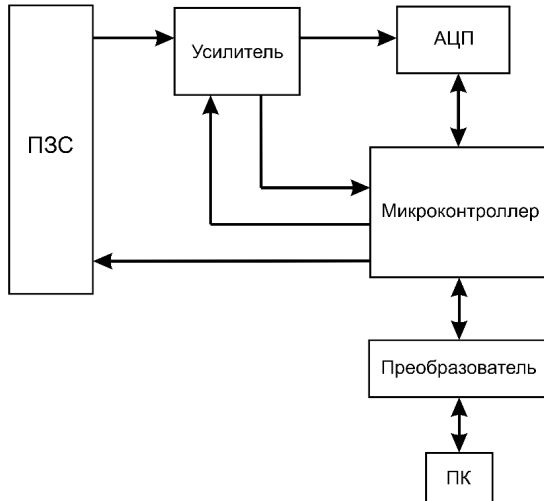 Усилитель
АЦП
ПЗС
Микроконтроллер
Преобразователь
ПК